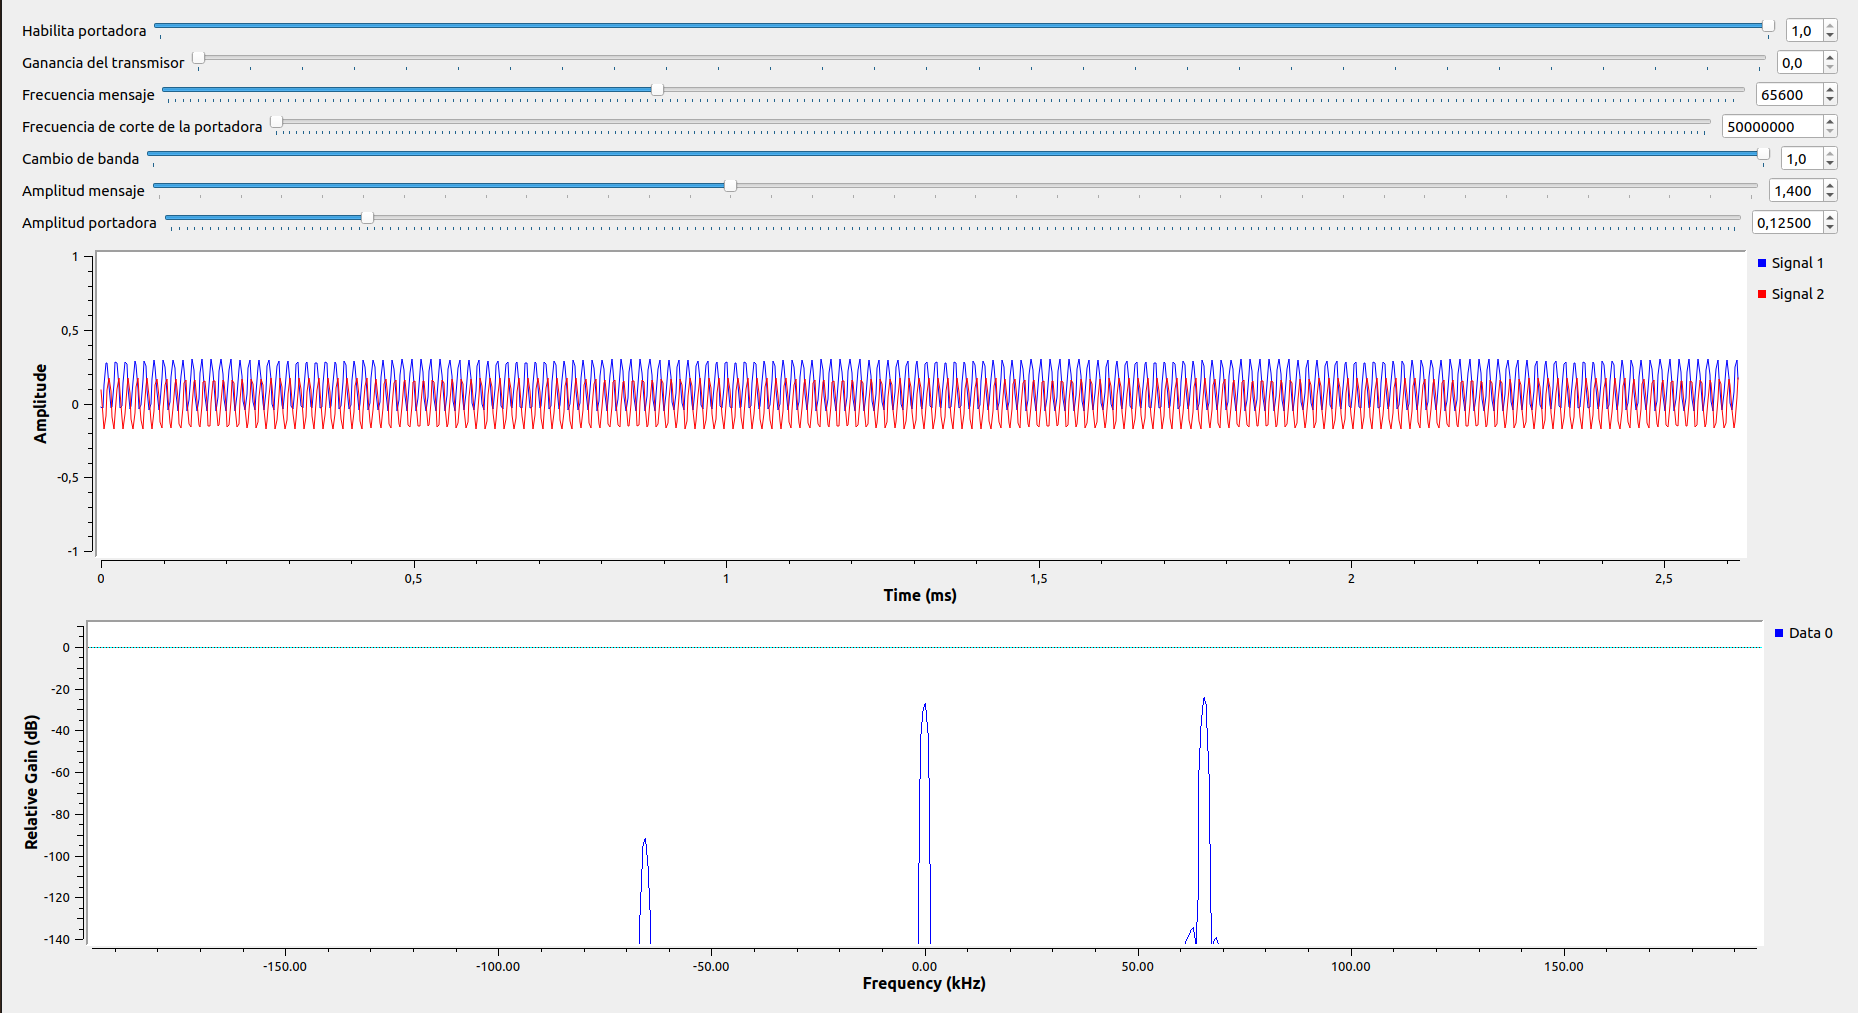 Habilita portadora 1,0
Ganancia del transmisor 0,0
Frecuencia mensaje 65600
Frecuencia de corte de la portadora 50000000
Cambio de banda 1,0
Amplitud mensaje 1,400
Amplitud portadora 0,12500
1
0,5
0
-0,5
-1
Amplitude
Signal 1
Signal 2
0 0,5 1 1,5 2 2,5
Time (ms)
0
-20
-40
-60
-80
-100
-120
-140
Relative Gain (dB)
Data 0
-150.00 -100.00 -50.00 0.00 50.00 100.00 150.00
Frequency (kHz)